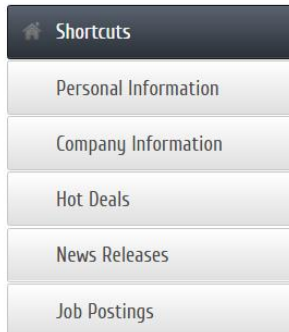 Shortcuts
Personal Information
Company Information
Hot Deals
News Releases
Job Postings